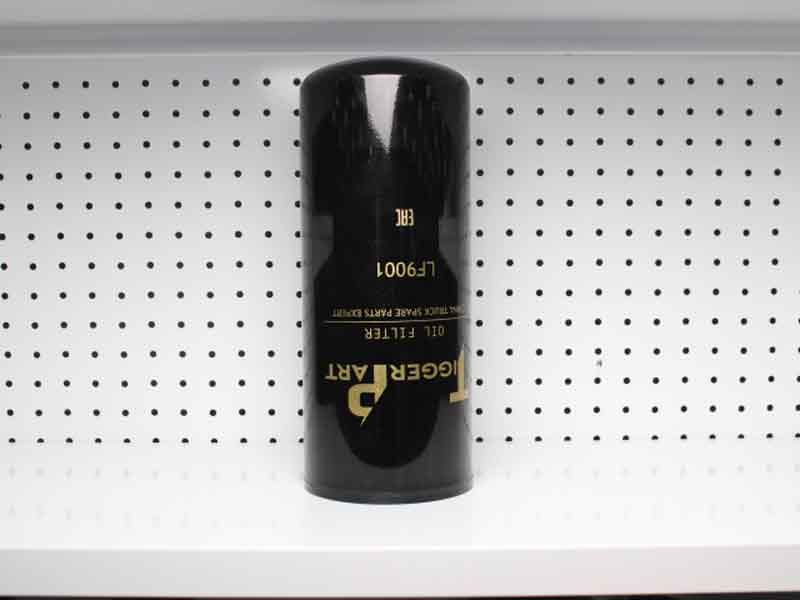 TIGGERPART
OIL FILTER
TRUCK SPARE PARTS EXPERT
LF9001
EAC